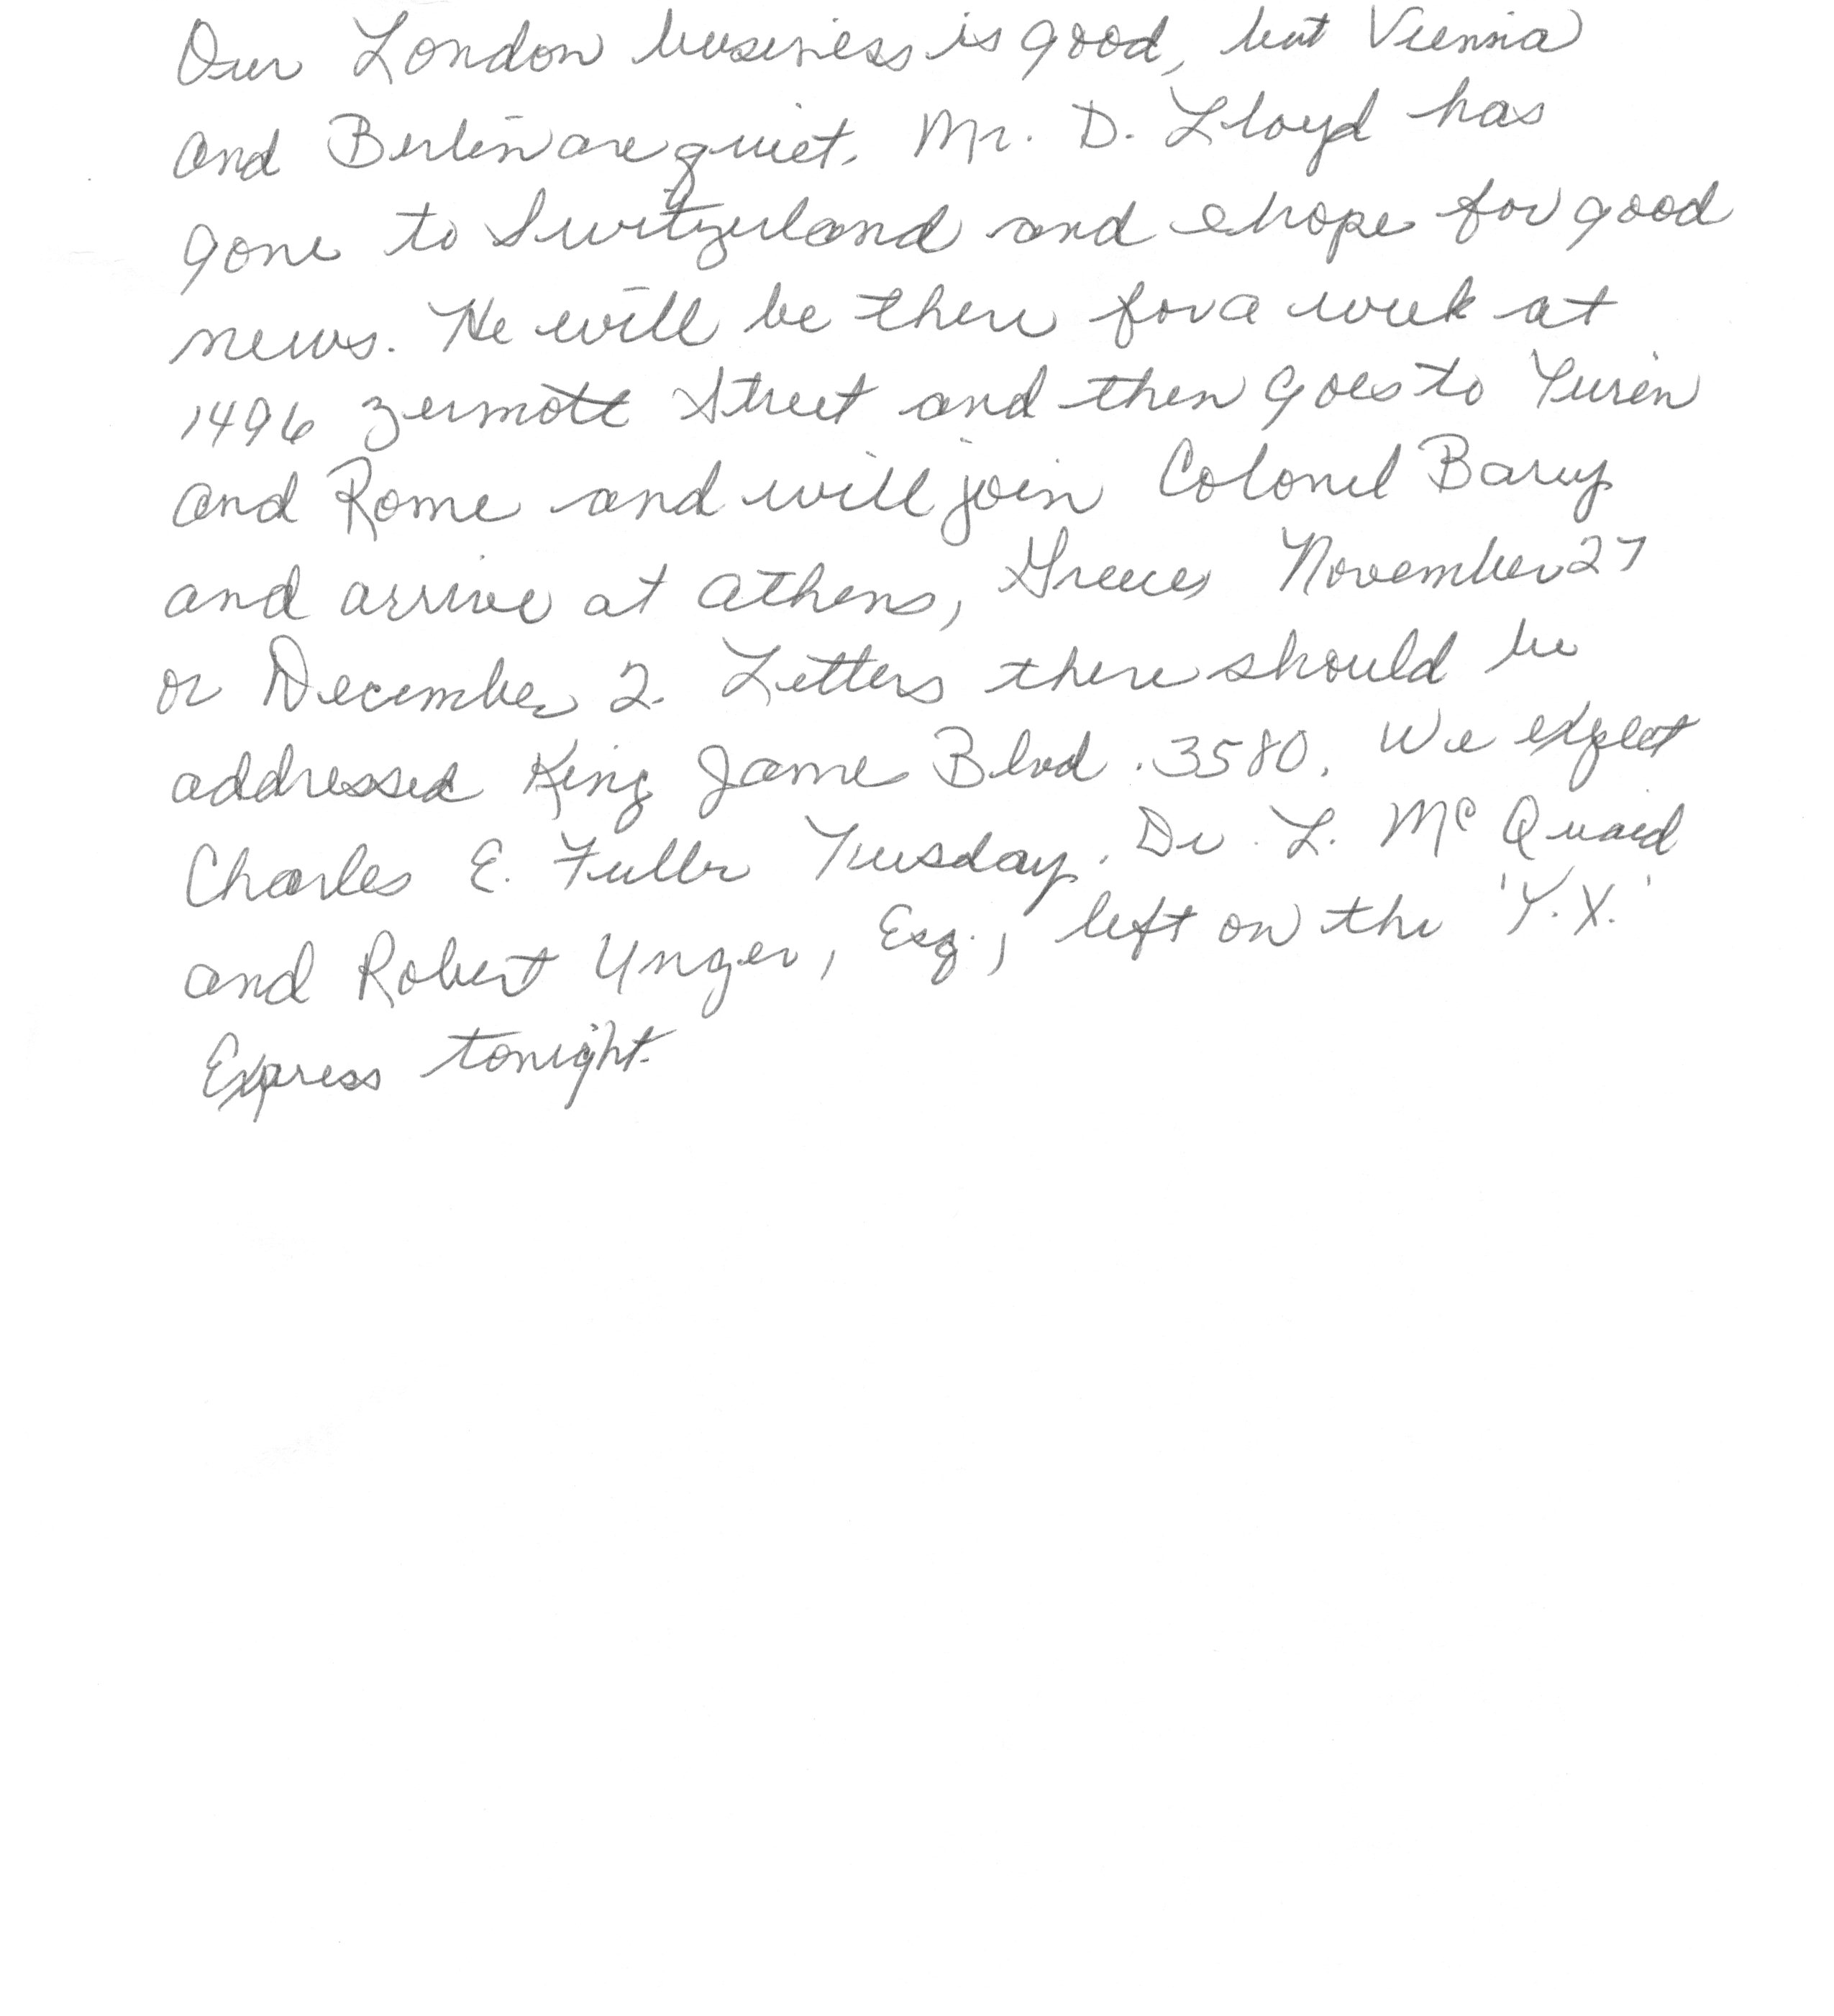 Our London business is good, but Vienna
and Berlin are quiet. Mr. D. Lloyd has
gone to Switzerland and I hope for good
news. He will be there for a week at
1496 Zermott Street and then goes to Turin
and Rome and will join Colonel Barry
and arrive at Athens, Greece, November 27
or December 2. Letters there should be
addressed King James Blvd. 3580. We expect
Charles E. Fuller Tuesday. Dr. L. McQuaid
and Robert Unger, Esq., left on the 'Y.X.'
Express tonight.